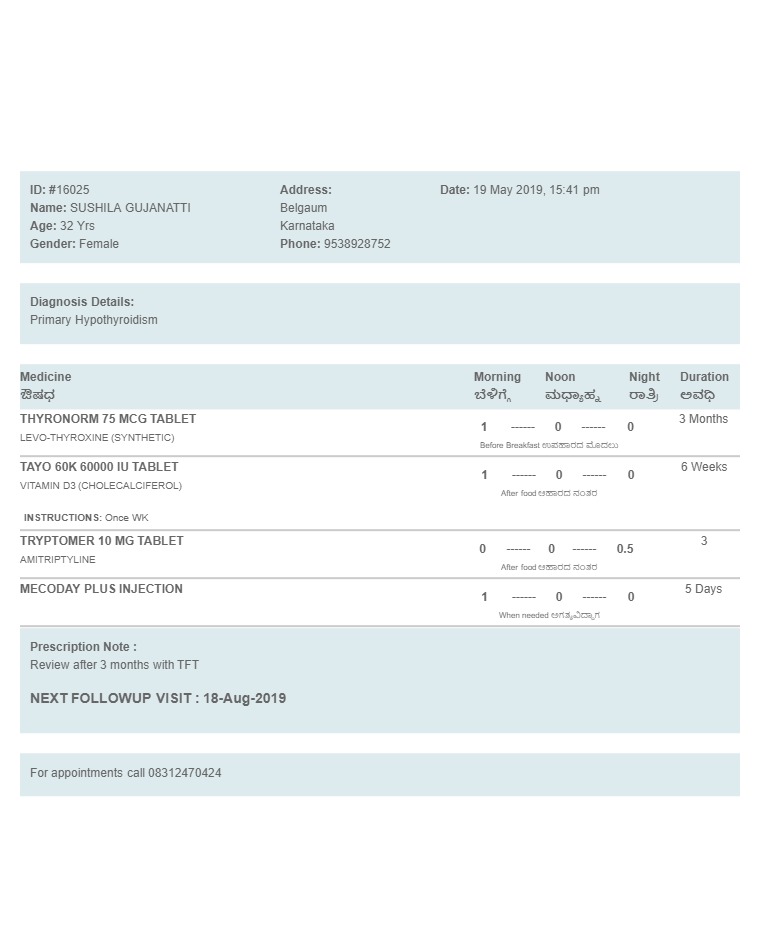 ID: #16025
Name: SUSHILA GUJANATTI
Age: 32 Yrs
Gender: Female
Address:
Belgaum
Karnataka
Phone: 9538928752
Date: 19 May 2019, 15:41 pm
Diagnosis Details:
Primary Hypothyroidism
Medicine Morning Noon Night Duration
ಔಷಧ ಬೆಳಿಗ್ಗೆ ಮಧ್ಯಾಹ್ನ ರಾತ್ರಿ ಅವಧಿ
THYRONORM 75 MCG TABLET 3 Months
1 ------ 0 ------ 0
LEVO-THYROXINE (SYNTHETIC)
Before Breakfast ಉಪಹಾರದ ಮೊದಲು
TAYO 60K 60000 IU TABLET 6 Weeks
1 ------ 0 ------ 0
VITAMIN D3 (CHOLECALCIFEROL)
After food ಆಹಾರದ ನಂತರ
INSTRUCTIONS: Once WK
TRYPTOMER 10 MG TABLET 3
0 ------ 0 ------ 0.5
AMITRIPTYLINE
After food ಆಹಾರದ ನಂತರ
MECODAY PLUS INJECTION 5 Days
1 ------ 0 ------ 0
When needed ಅಗತ್ಯವಿದ್ದಾಗ
Prescription Note :
Review after 3 months with TFT
NEXT FOLLOWUP VISIT : 18-Aug-2019
For appointments call 08312470424